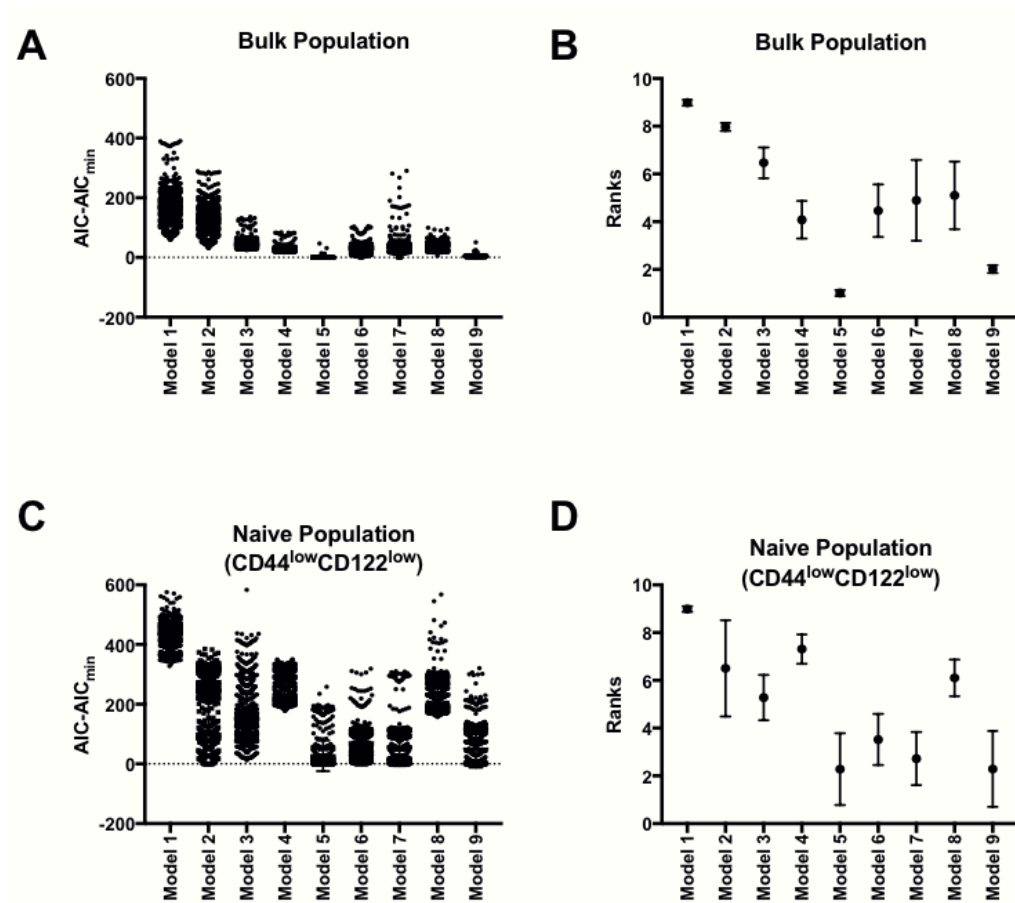 A
Bulk Population
AIC-AICmin
600
400
200
0
-200
Model 1
Model 2
Model 3
Model 4
Model 5
Model 6
Model 7
Model 8
Model 9
B
Bulk Population
Ranks
10
8
6
4
2
0
Model 1
Model 2
Model 3
Model 4
Model 5
Model 6
Model 7
Model 8
Model 9
C
Naive Population
(CD44lowCD122low)
AIC-AICmin
600
400
200
0
-200
Model 1
Model 2
Model 3
Model 4
Model 5
Model 6
Model 7
Model 8
Model 9
D
Naive Population
(CD44lowCD122low)
Ranks
10
8
6
4
2
0
Model 1
Model 2
Model 3
Model 4
Model 5
Model 6
Model 7
Model 8
Model 9